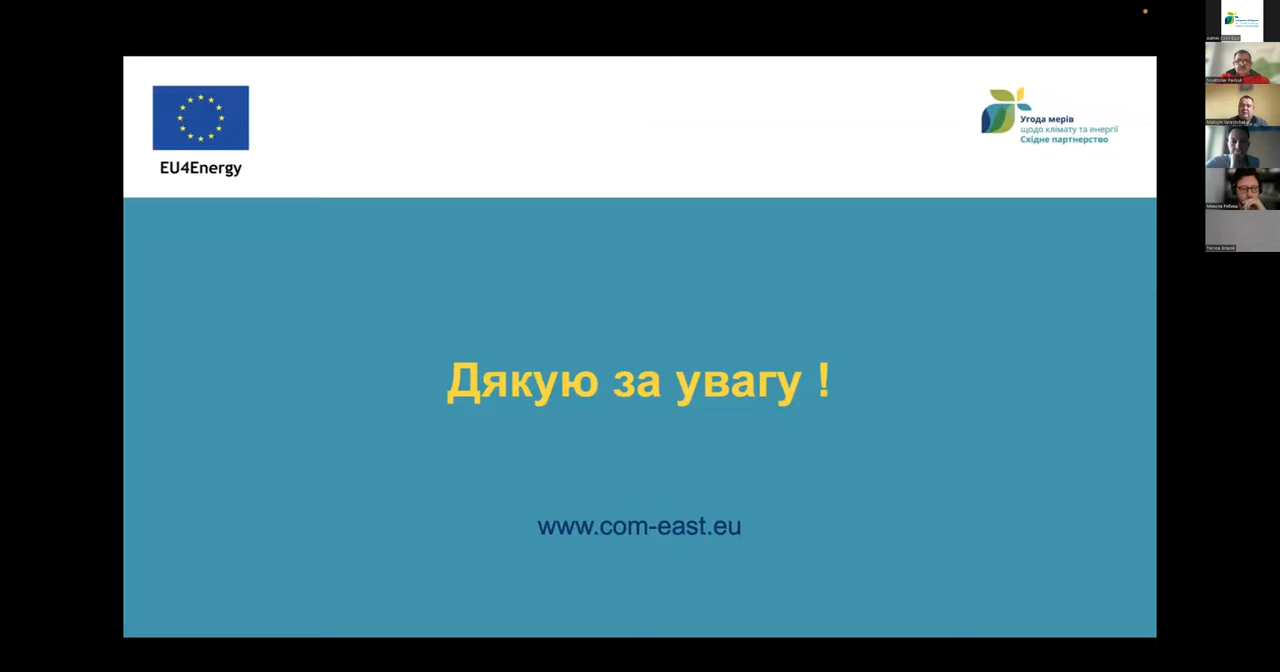 EU4Energy
Угода мерів
щодо клімату та енергії
Східне партнерство
Дякую за увагу !
www.com-east.eu